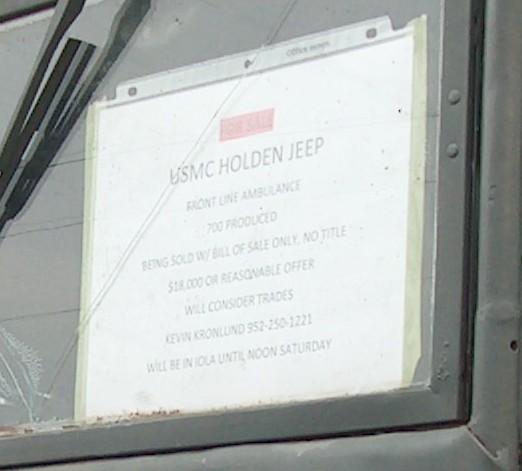 Office
FOR SALE
USMC HOLDEN JEEP
FRONT LINE AMBULANCE
700 PRODUCED
BEING SOLD W/ BILL OF SALE ONLY, NO TITLE
$18,000 OR REASONABLE OFFER
WILL CONSIDER TRADES
KEVIN KRONLUND 952-250-1221
WILL BE IN IOLA UNTIL NOON SATURDAY